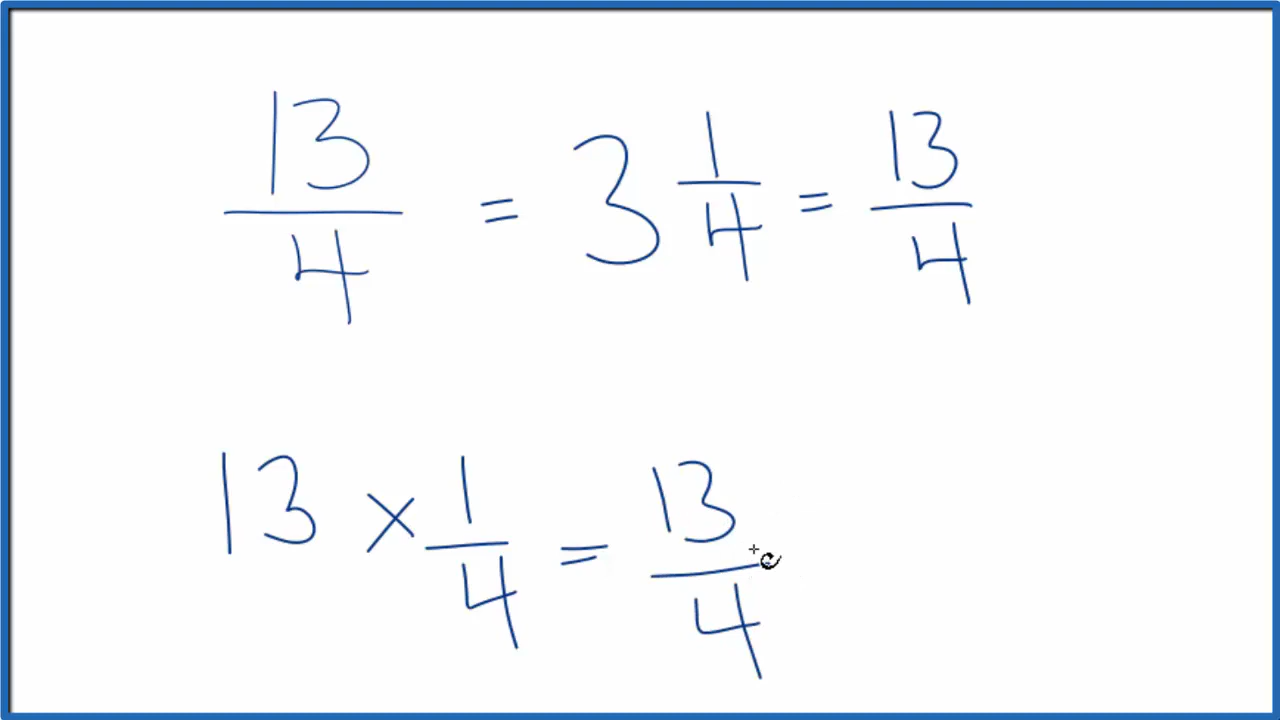 13/4 = 3 1/4 = 13/4
13 × 1/4 = 13/4